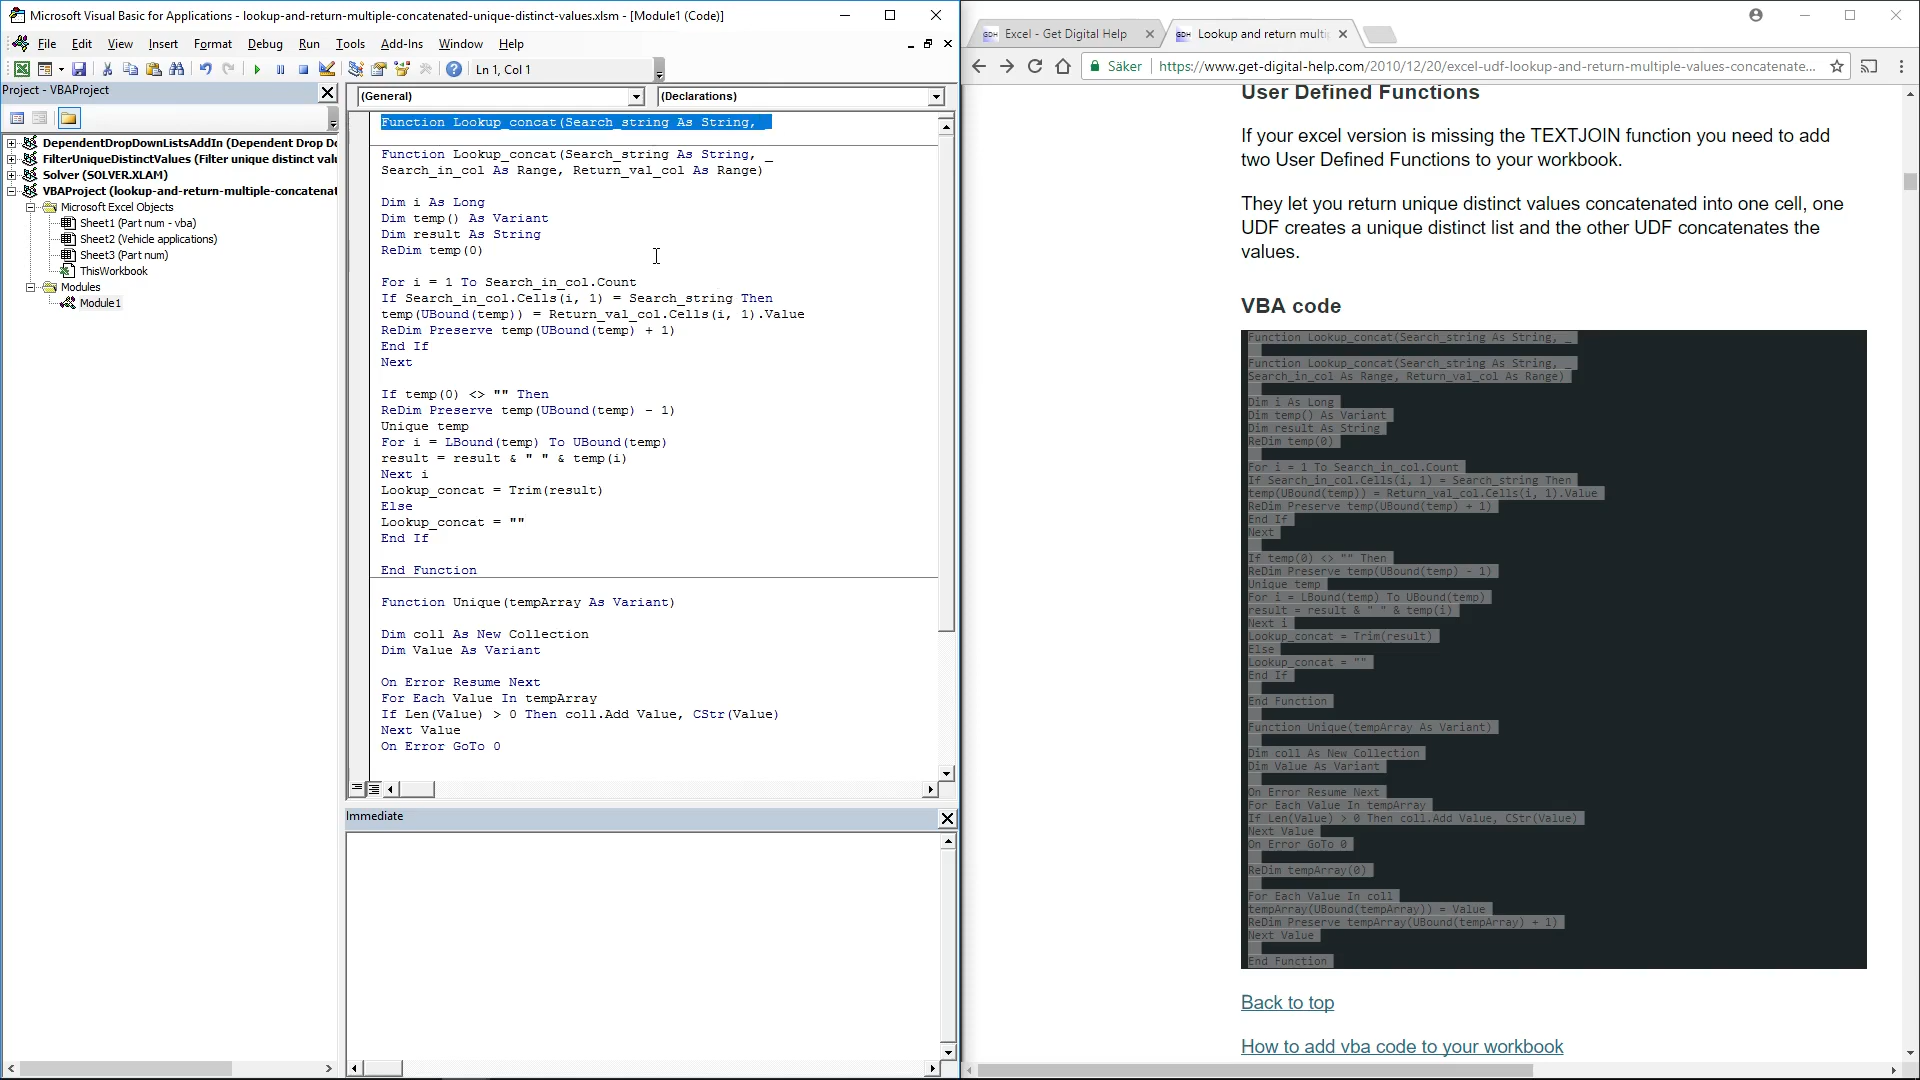 Microsoft Visual Basic for Applications - lookup-and-return-multiple-concatenated-unique-distinct-values.xlsm - [Module1 (Code)]
File Edit View Insert Format Debug Run Tools Add-Ins Window Help
Ln 1, Col 1
Project - VBAProject
DependentDropDownListsAddIn (Dependent Drop Do
FilterUniqueDistinctValues (Filter unique distinct valu
Solver (SOLVER.XLAM)
VBAProject (lookup-and-return-multiple-concatenat
Microsoft Excel Objects
Sheet1 (Part num - vba)
Sheet2 (Vehicle applications)
Sheet3 (Part num)
ThisWorkbook
Modules
Module1
(General)
(Declarations)
Function Lookup_concat(Search_string As String, _
Function Lookup_concat(Search_string As String, _
Search_in_col As Range, Return_val_col As Range)
Dim i As Long
Dim temp() As Variant
Dim result As String
ReDim temp(0)
For i = 1 To Search_in_col.Count
If Search_in_col.Cells(i, 1) = Search_string Then
temp(UBound(temp)) = Return_val_col.Cells(i, 1).Value
ReDim Preserve temp(UBound(temp) + 1)
End If
Next
If temp(0) <> "" Then
ReDim Preserve temp(UBound(temp) - 1)
Unique temp
For i = LBound(temp) To UBound(temp)
result = result & " " & temp(i)
Next i
Lookup_concat = Trim(result)
Else
Lookup_concat = ""
End If
End Function
Function Unique(tempArray As Variant)
Dim coll As New Collection
Dim Value As Variant
On Error Resume Next
For Each Value In tempArray
If Len(Value) > 0 Then coll.Add Value, CStr(Value)
Next Value
On Error GoTo 0
Immediate
GDH Excel - Get Digital Help
GDH Lookup and return multi
Säker https://www.get-digital-help.com/2010/12/20/excel-udf-lookup-and-return-multiple-values-concatenate...
User Defined Functions
If your excel version is missing the TEXTJOIN function you need to add
two User Defined Functions to your workbook.
They let you return unique distinct values concatenated into one cell, one
UDF creates a unique distinct list and the other UDF concatenates the
values.
VBA code
Function Lookup_concat(Search_string As String, _
Function Lookup_concat(Search_string As String, _
Search_in_col As Range, Return_val_col As Range)
Dim i As Long
Dim temp() As Variant
Dim result As String
ReDim temp(0)
For i = 1 To Search_in_col.Count
If Search_in_col.Cells(i, 1) = Search_string Then
temp(UBound(temp)) = Return_val_col.Cells(i, 1).Value
ReDim Preserve temp(UBound(temp) + 1)
End If
Next
If temp(0) <> "" Then
ReDim Preserve temp(UBound(temp) - 1)
Unique temp
For i = LBound(temp) To UBound(temp)
result = result & " " & temp(i)
Next i
Lookup_concat = Trim(result)
Else
Lookup_concat = ""
End If
End Function
Function Unique(tempArray As Variant)
Dim coll As New Collection
Dim Value As Variant
On Error Resume Next
For Each Value In tempArray
If Len(Value) > 0 Then coll.Add Value, CStr(Value)
Next Value
On Error GoTo 0
ReDim tempArray(0)
For Each Value In coll
tempArray(UBound(tempArray)) = Value
ReDim Preserve tempArray(UBound(tempArray) + 1)
Next Value
End Function
Back to top
How to add vba code to your workbook